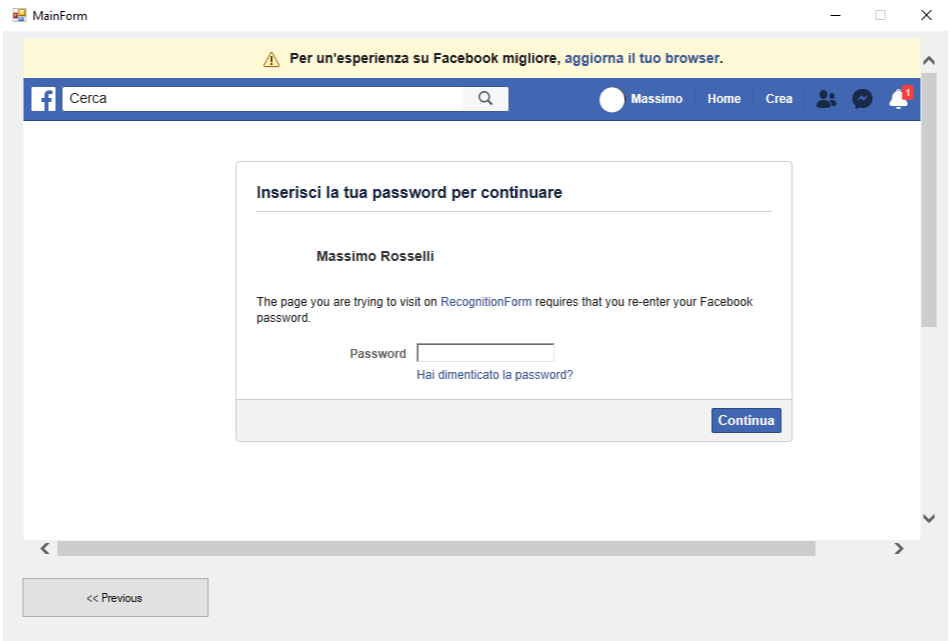 MainForm
Per un'esperienza su Facebook migliore, aggiorna il tuo browser.
Cerca
Massimo
Home
Crea
1
Inserisci la tua password per continuare
Massimo Rosselli
The page you are trying to visit on RecognitionForm requires that you re-enter your Facebook
password.
Password
Hai dimenticato la password?
Continua
<< Previous